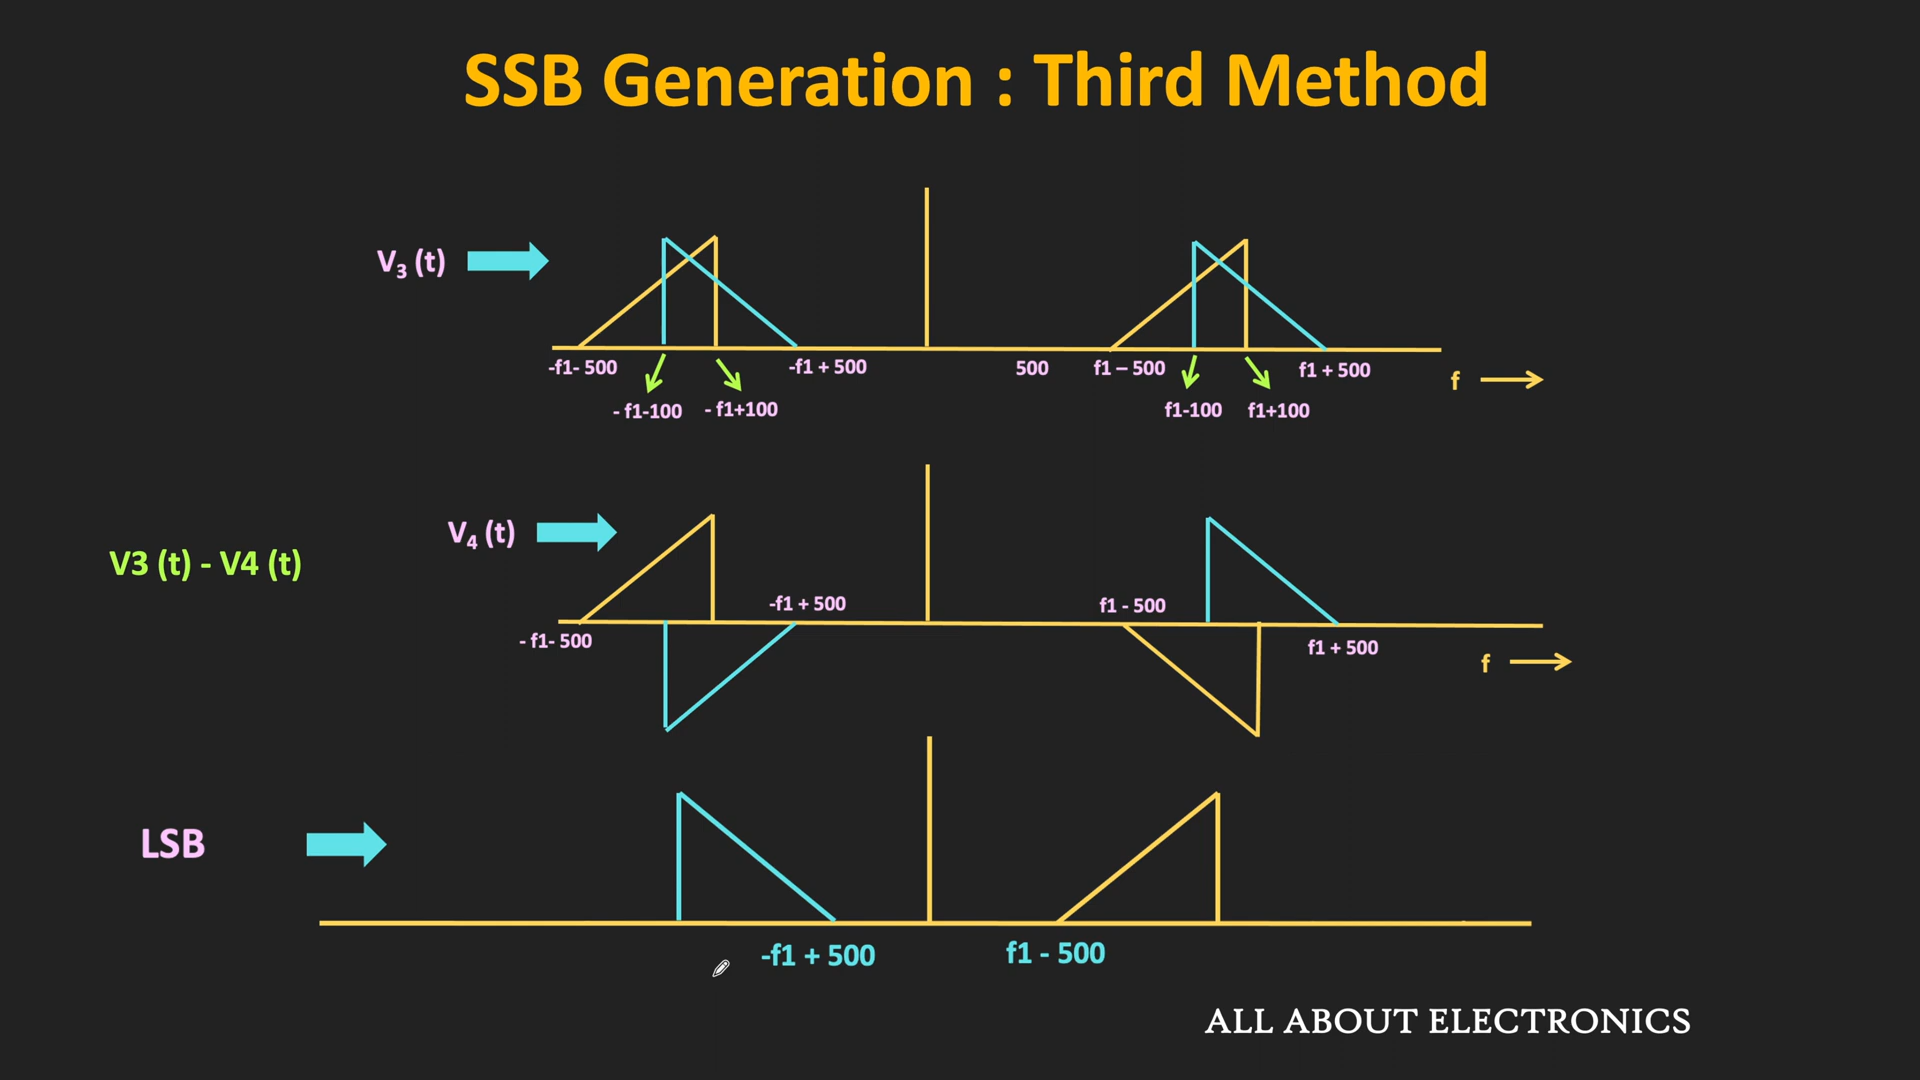 SSB Generation : Third Method
V3 (t)
-f1- 500
-f1 + 500
500
f1 – 500
f1 + 500
f
- f1-100
- f1+100
f1-100
f1+100
V4 (t)
V3 (t) - V4 (t)
-f1 + 500
f1 - 500
- f1- 500
f1 + 500
f
LSB
-f1 + 500
f1 - 500
ALL ABOUT ELECTRONICS